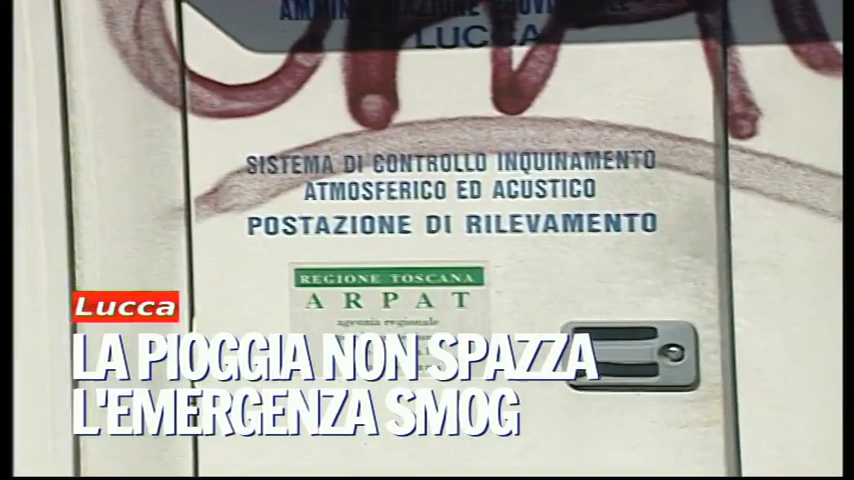 LUCCA
SISTEMA DI CONTROLLO INQUINAMENTO
ATMOSFERICO ED ACUSTICO
POSTAZIONE DI RILEVAMENTO
REGIONE TOSCANA
ARPAT
agenzia regionale
Lucca
LA PIOGGIA NON SPAZZA
L'EMERGENZA SMOG